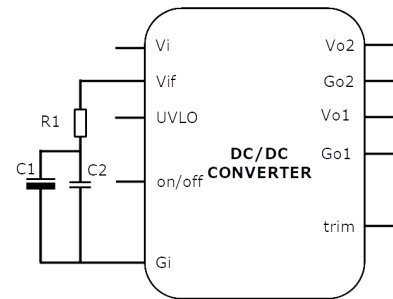 Vi
Vo2
Vif
Go2
R1
UVLO
Vo1
DC/DC
CONVERTER
Go1
C1
C2
on/off
trim
Gi